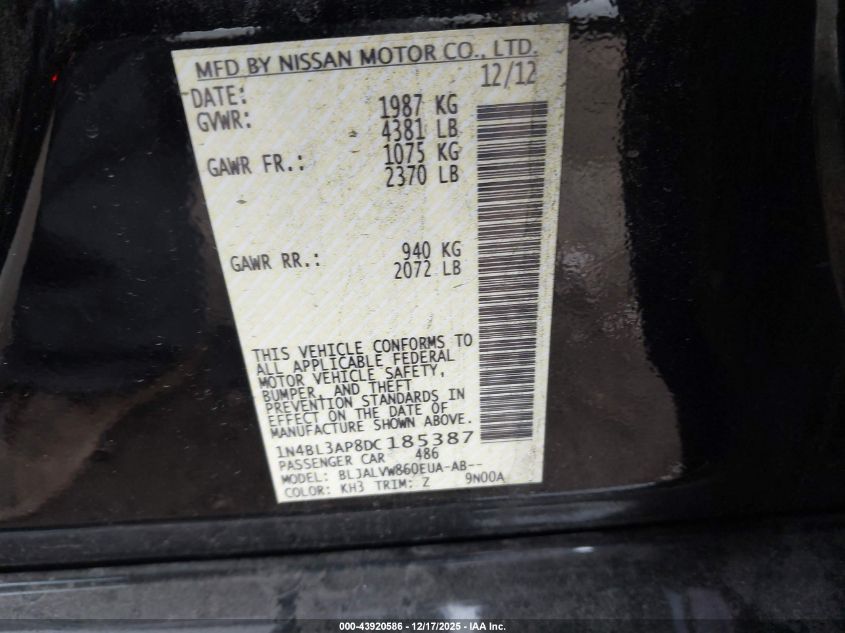 MFD BY NISSAN MOTOR CO., LTD.
DATE: 12/12
GVWR: 1987 KG
4381 LB
GAWR FR.: 1075 KG
2370 LB
GAWR RR.: 940 KG
2072 LB
THIS VEHICLE CONFORMS TO
ALL APPLICABLE FEDERAL
MOTOR VEHICLE SAFETY,
BUMPER, AND THEFT
PREVENTION STANDARDS IN
EFFECT ON THE DATE OF
MANUFACTURE SHOWN ABOVE.
1N4BL3AP8DC185387
PASSENGER CAR 486
MODEL: BLJALVW860EUA-AB--
COLOR: KH3 TRIM: Z 9N00A
000-43920586 - 12/17/2025 - IAA, Inc.